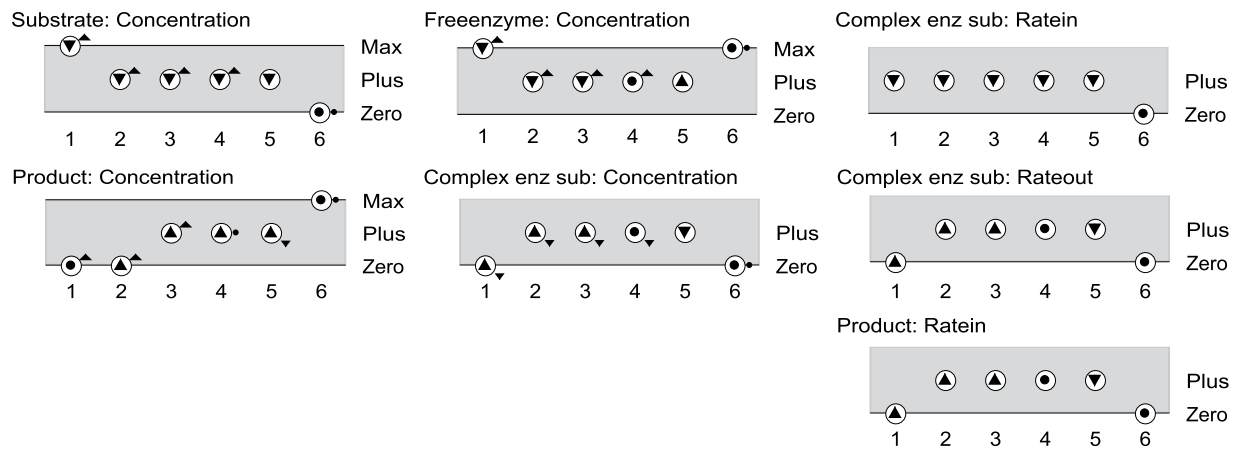 Substrate: Concentration
Max
Plus
Zero
1 2 3 4 5 6
Freeenzyme: Concentration
Max
Plus
Zero
1 2 3 4 5 6
Complex enz sub: Ratein
Plus
Zero
1 2 3 4 5 6
Product: Concentration
Max
Plus
Zero
1 2 3 4 5 6
Complex enz sub: Concentration
Plus
Zero
1 2 3 4 5 6
Complex enz sub: Rateout
Plus
Zero
1 2 3 4 5 6
Product: Ratein
Plus
Zero
1 2 3 4 5 6